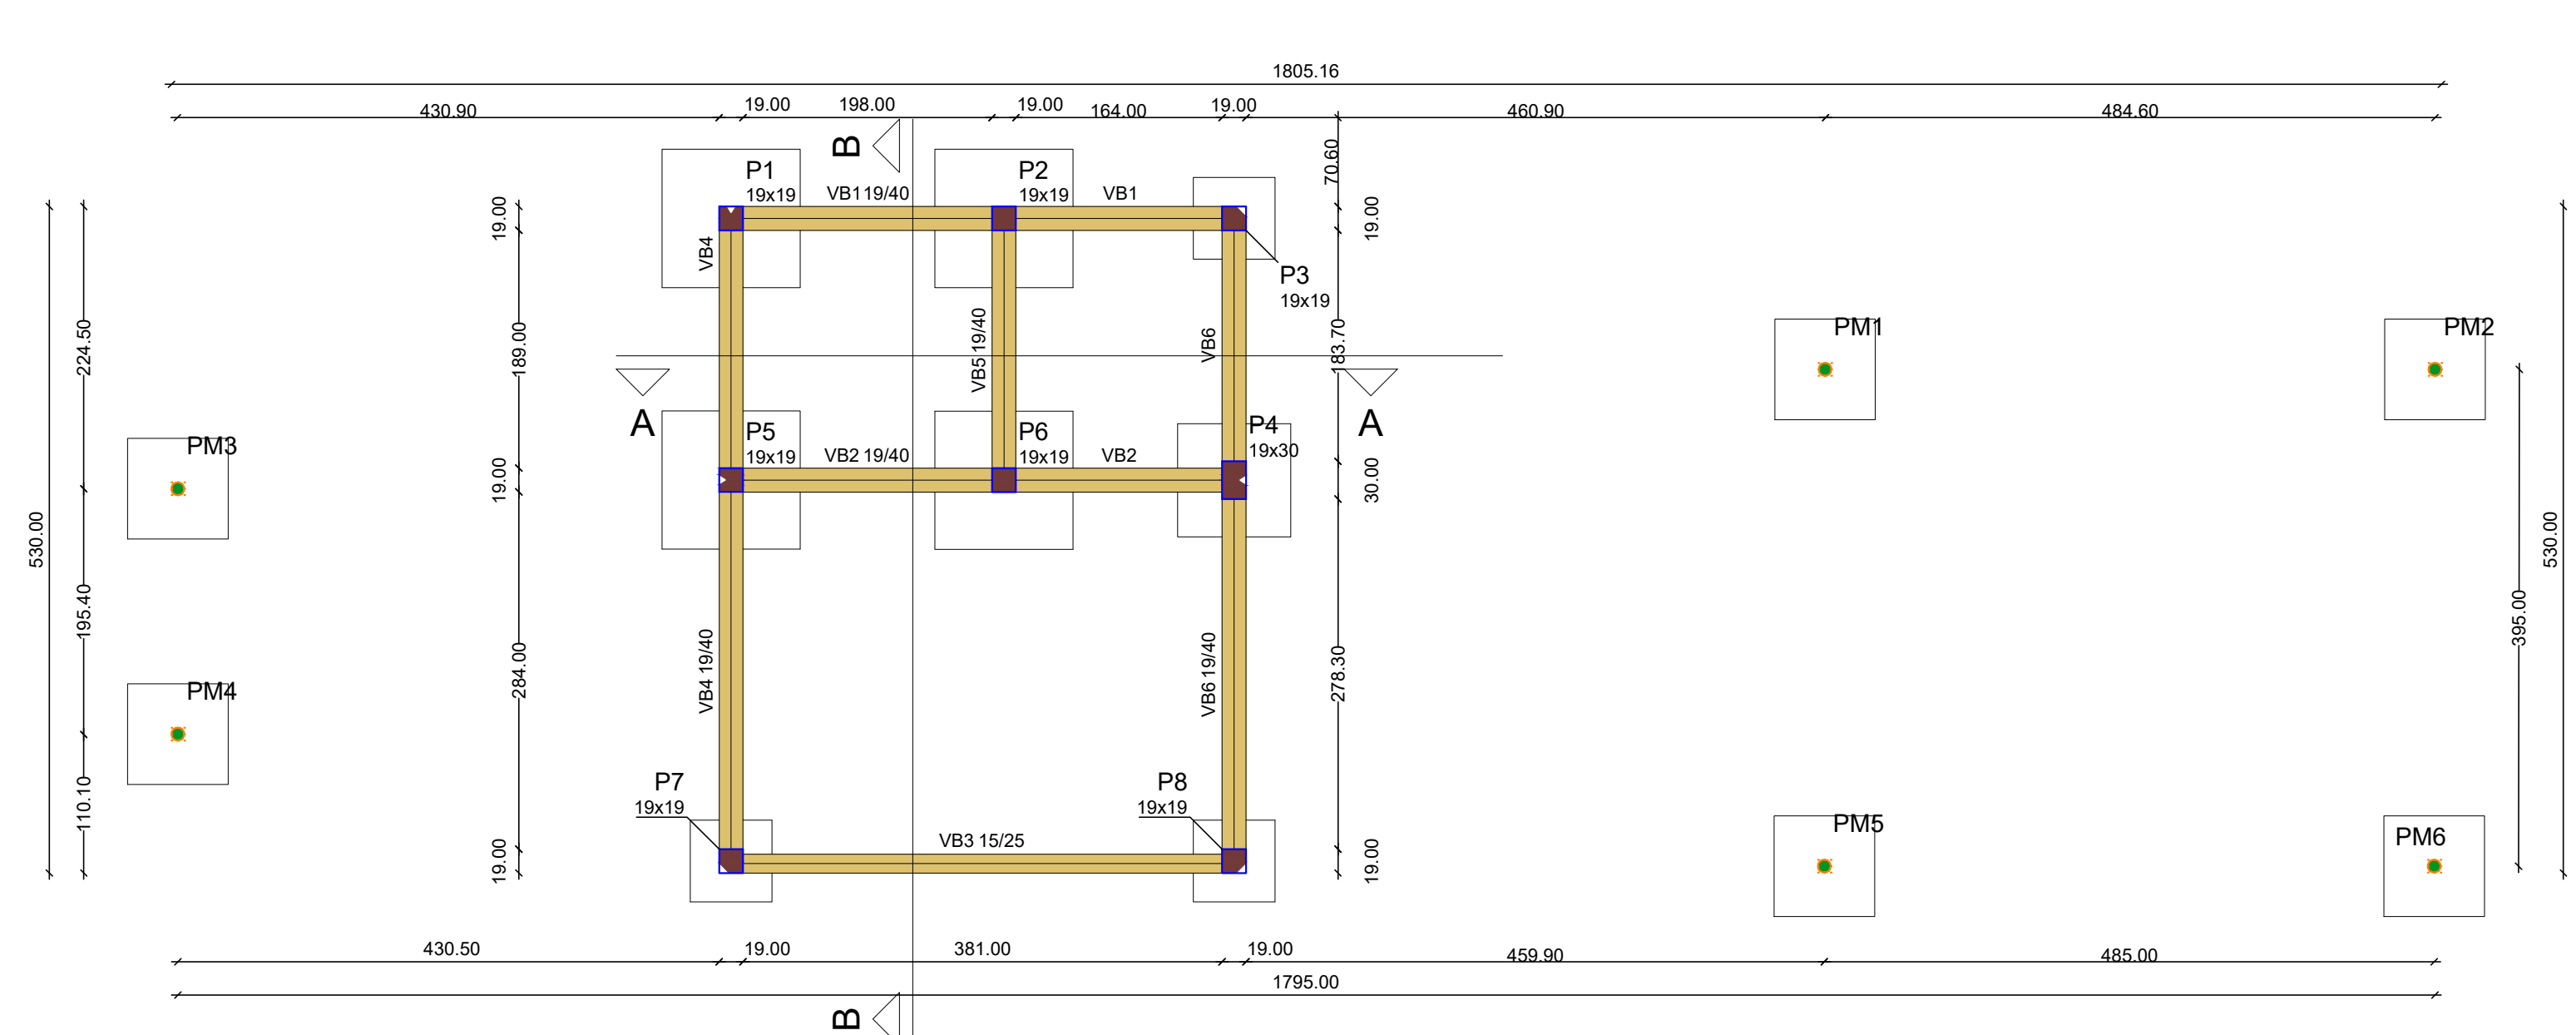 1805.16
430.90
19.00
198.00
19.00
164.00
19.00
460.90
484.60
B
70.60
P1
19x19
VB1 19/40
P2
19x19
VB1
19.00
19.00
VB4
P3
19x19
224.50
189.00
VB5 19/40
VB6
183.70
PM1
PM2
A
A
PM3
P5
19x19
VB2 19/40
P6
19x19
VB2
P4
19x30
19.00
30.00
530.00
530.00
195.40
395.00
284.00
VB4 19/40
VB6 19/40
278.30
PM4
110.10
P7
19x19
P8
19x19
VB3 15/25
PM5
PM6
19.00
19.00
430.50
19.00
381.00
19.00
459.90
485.00
1795.00
B